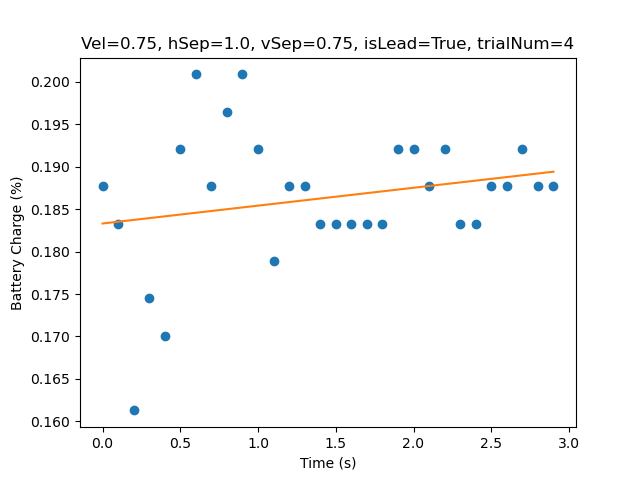 Vel=0.75, hSep=1.0, vSep=0.75, isLead=True, trialNum=4
Battery Charge (%)
0.200
0.195
0.190
0.185
0.180
0.175
0.170
0.165
0.160
0.0 0.5 1.0 1.5 2.0 2.5 3.0
Time (s)